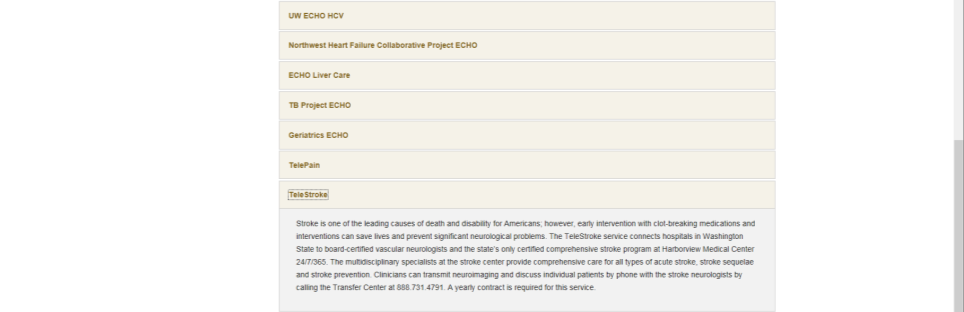 UW ECHO HCV
Northwest Heart Failure Collaborative Project ECHO
ECHO Liver Care
TB Project ECHO
Geriatrics ECHO
TelePain
TeleStroke
Stroke is one of the leading causes of death and disability for Americans; however, early intervention with clot-breaking medications and
interventions can save lives and prevent significant neurological problems. The TeleStroke service connects hospitals in Washington
State to board-certified vascular neurologists and the state's only certified comprehensive stroke program at Harborview Medical Center
24/7/365. The multidisciplinary specialists at the stroke center provide comprehensive care for all types of acute stroke, stroke sequelae
and stroke prevention. Clinicians can transmit neuroimaging and discuss individual patients by phone with the stroke neurologists by
calling the Transfer Center at 888.731.4791. A yearly contract is required for this service.